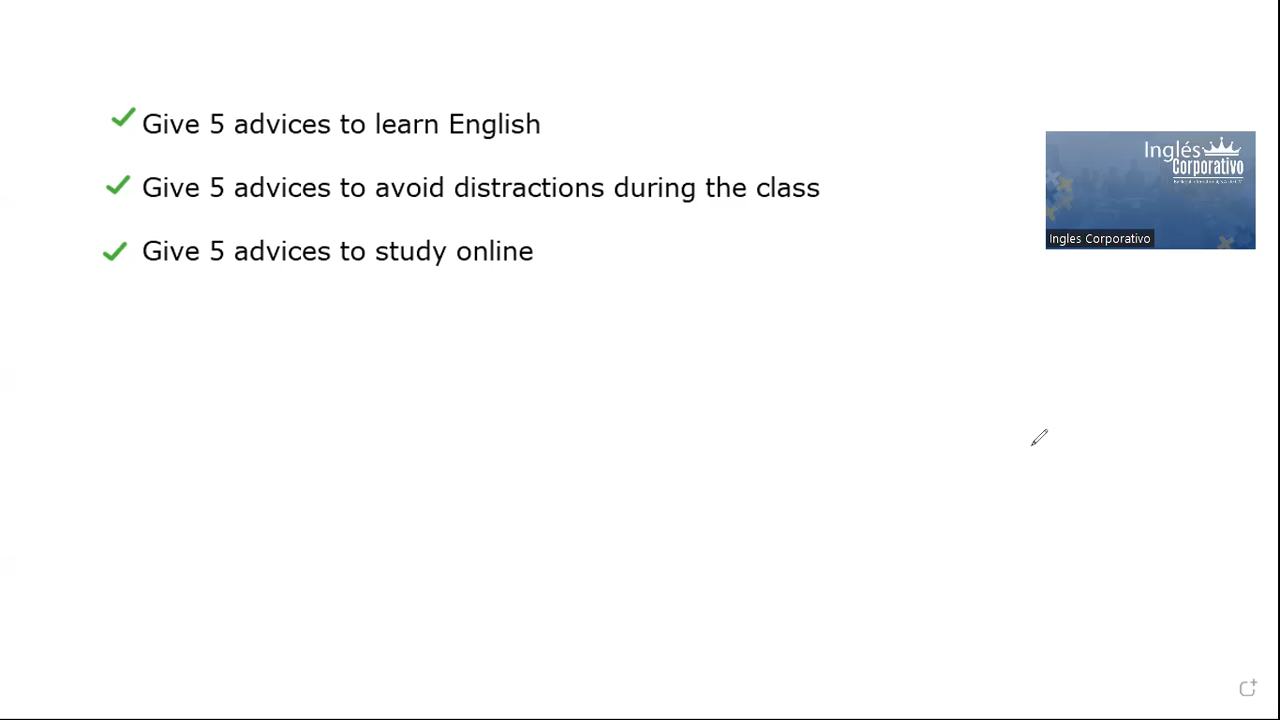 Give 5 advices to learn English
Give 5 advices to avoid distractions during the class
Give 5 advices to study online
Inglés
Corporativo
Ingles Corporativo